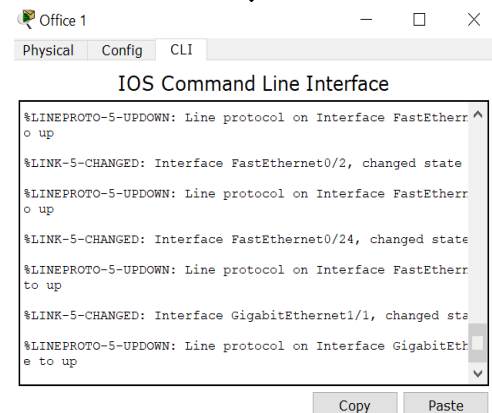 Office 1
Physical Config CLI
IOS Command Line Interface
%LINEPROTO-5-UPDOWN: Line protocol on Interface FastEthern
o up
%LINK-5-CHANGED: Interface FastEthernet0/2, changed state
%LINEPROTO-5-UPDOWN: Line protocol on Interface FastEthern
o up
%LINK-5-CHANGED: Interface FastEthernet0/24, changed state
%LINEPROTO-5-UPDOWN: Line protocol on Interface FastEthern
to up
%LINK-5-CHANGED: Interface GigabitEthernet1/1, changed sta
%LINEPROTO-5-UPDOWN: Line protocol on Interface GigabitEth
e to up
Copy Paste